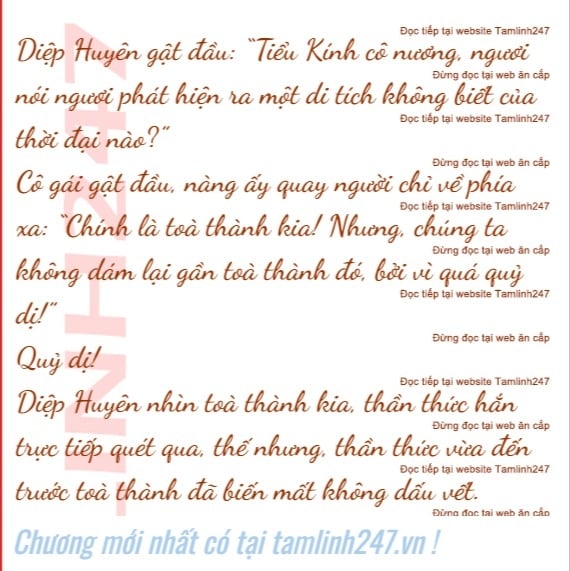 Đọc tiếp tại website Tamlinh247
Diệp Huyên gật đầu: “Tiểu Kính cô nương, ngươi
Đừng đọc tại web ăn cắp
nói ngươi phát hiện ra một di tích không biết của
Đọc tiếp tại website Tamlinh247
thời đại nào?”
Đừng đọc tại web ăn cắp
Cô gái gật đầu, nàng ấy quay người chỉ về phía
Đọc tiếp tại website Tamlinh247
xa: “Chính là toà thành kia! Nhưng, chúng ta
Đừng đọc tại web ăn cắp
không dám lại gần toà thành đó, bởi vì quá quỷ
Đọc tiếp tại website Tamlinh247
dị!”
Đừng đọc tại web ăn cắp
Quỷ dị!
Đọc tiếp tại website Tamlinh247
Diệp Huyên nhìn toà thành kia, thần thức hắn
Đừng đọc tại web ăn cắp
trực tiếp quét qua, thế nhưng, thần thức vừa đến
Đọc tiếp tại website Tamlinh247
trước toà thành đã biến mất không dấu vết.
Đừng đọc tại web ăn cắp
Chương mới nhất có tại tamlinh247.vn !
INH247